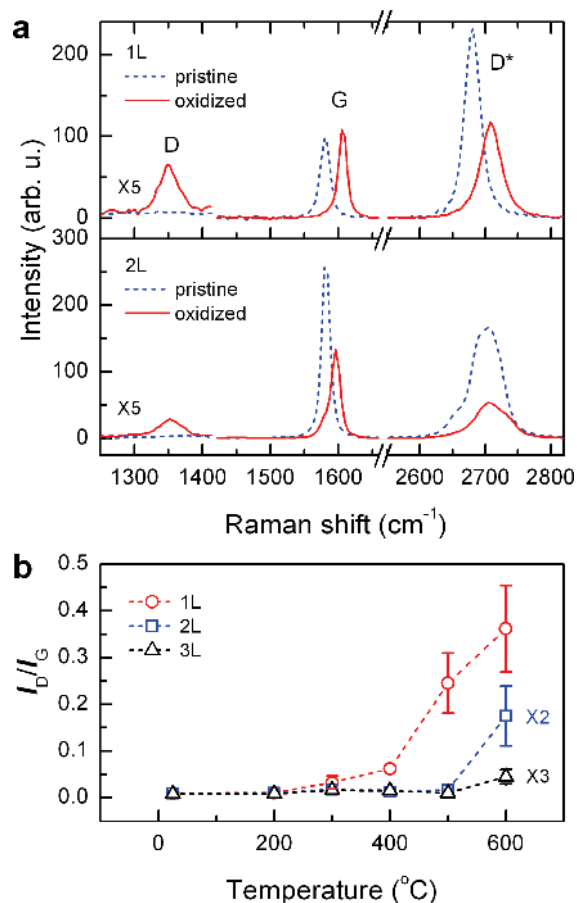 a
200
100
0
1L
pristine
oxidized
D
G
D*
X5
300
200
100
0
2L
pristine
oxidized
X5
Intensity (arb. u.)
1300 1400 1500 1600 2600 2700 2800
Raman shift (cm⁻¹)
b
0.5
0.4
0.3
0.2
0.1
0.0
I_D/I_G
1L
2L
3L
X2
X3
0 200 400 600
Temperature (°C)